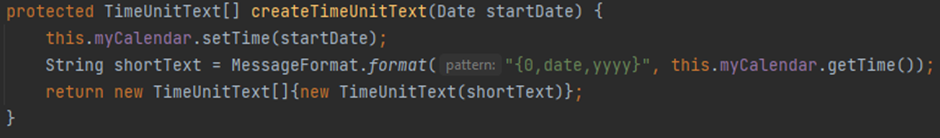 protected TimeUnitText[] createTimeUnitText(Date startDate) {
this.myCalendar.setTime(startDate);
String shortText = MessageFormat.format( pattern: "{0,date,yyyy}", this.myCalendar.getTime());
return new TimeUnitText[]{new TimeUnitText(shortText)};
}